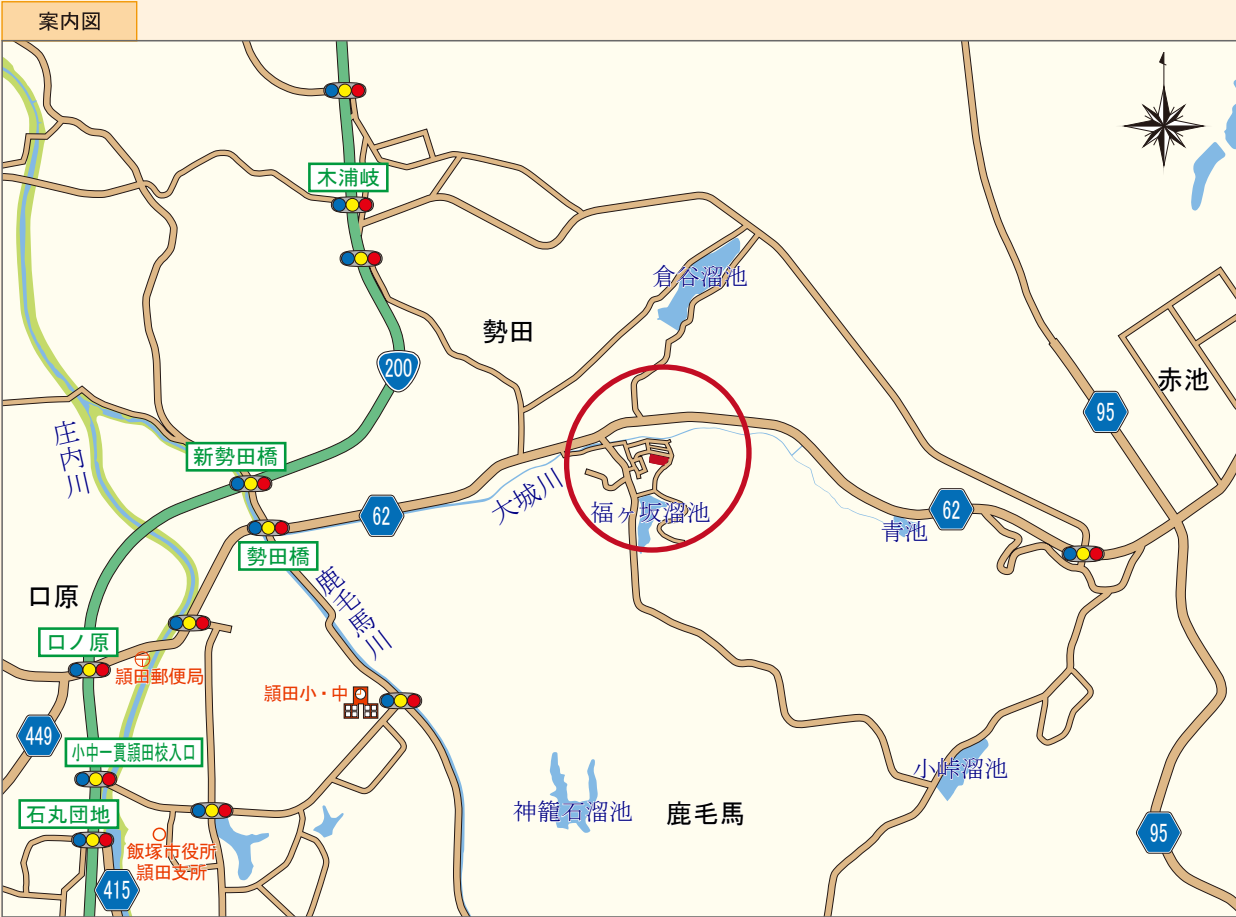 案内図
木浦岐
倉谷溜池
勢田
200
赤池
95
庄内川
新勢田橋
大城川
62
福ヶ坂溜池
62
青池
勢田橋
鹿毛馬川
口原
口ノ原
頴田郵便局
頴田小・中
449
小中一貫頴田校入口
小峠溜池
石丸団地
神籠石溜池
鹿毛馬
飯塚市役所
頴田支所
95
415